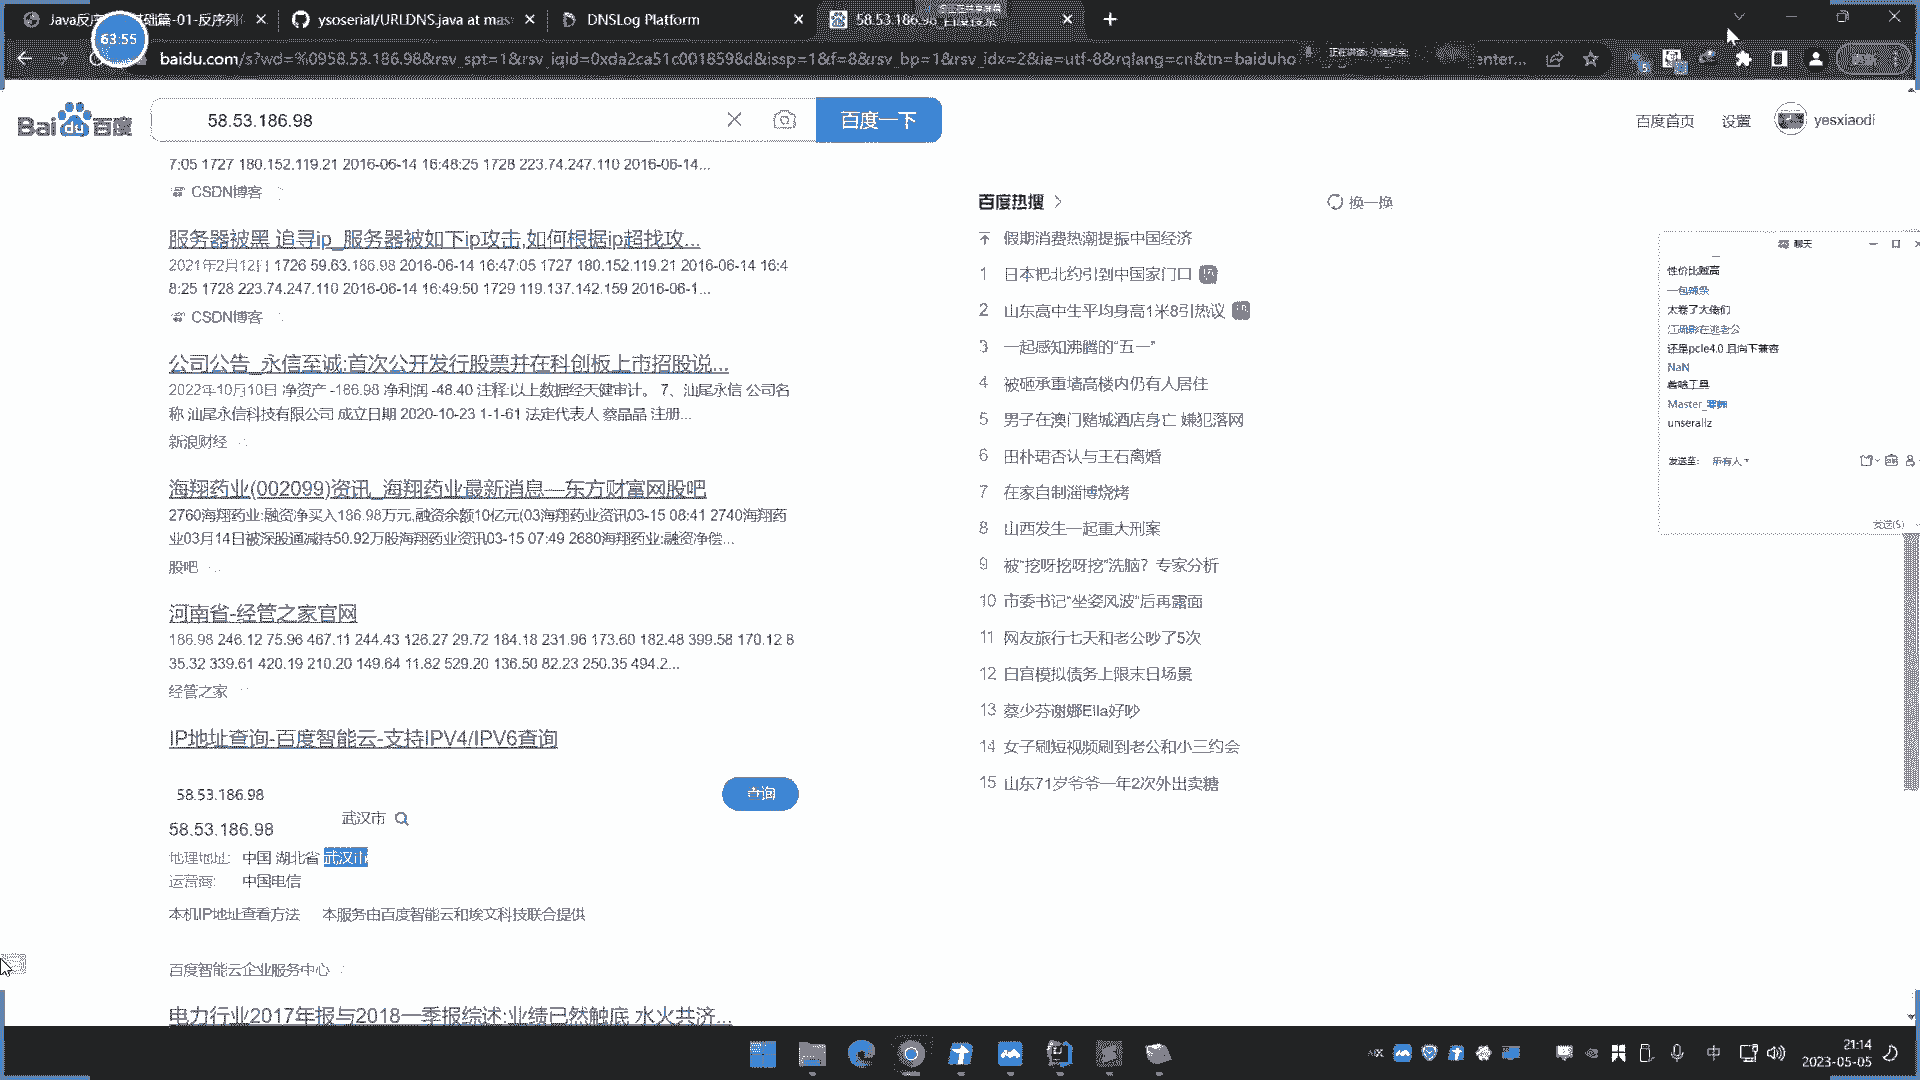 ysoserial/URLDNS.java at mas
DNSLog Platform
63:55
baidu.com/s?wd=%0958.53.186.98&rsv_spt=1&rsv_iqid=0xda2ca51c0018598d&issp=1&f=8&rsv_bp=1&rsv_idx=2&ie=utf-8&rqlang=cn&tn=baiduho
enter...
Bai du 百度
58.53.186.98
百度一下
百度首页
设置
yesxiaodi
7:05 1727 180.152.119.21 2016-06-14 16:48:25 1728 223.74.247.110 2016-06-14...
CSDN博客
服务器被黑 追寻ip_服务器被如下ip攻击,如何根据ip超找攻...
2021年2月12日 1726 59.63.186.98 2016-06-14 16:47:05 1727 180.152.119.21 2016-06-14 16:4
8:25 1728 223.74.247.110 2016-06-14 16:49:50 1729 119.137.142.159 2016-06-1...
CSDN博客
公司公告_永信至诚:首次公开发行股票并在科创板上市招股说...
2022年10月10日 净资产 -186.98 净利润 -48.40 注释:以上数据经天健审计。 7、汕尾永信 公司名
称 汕尾永信科技有限公司 成立日期 2020-10-23 1-1-61 法定代表人 蔡晶晶 注册...
新浪财经
海翔药业(002099)资讯_海翔药业最新消息—东方财富网股吧
2760海翔药业:融资净买入186.98万元,融资余额10亿元(03海翔药业资讯03-15 08:41 2740海翔药
业03月14日被深股通减持50.92万股海翔药业资讯03-15 07:49 2680海翔药业:融资净偿...
股吧
河南省-经管之家官网
186.98 246.12 75.96 467.11 244.43 126.27 29.72 184.18 231.96 173.60 182.48 399.58 170.12 8
35.32 339.61 420.19 210.20 149.64 11.82 529.20 136.50 82.23 250.35 494.2...
经管之家
IP地址查询-百度智能云-支持IPV4/IPV6查询
58.53.186.98
查询
武汉市
58.53.186.98
地理地址: 中国 湖北省 武汉市
运营商: 中国电信
本机IP地址查看方法 本服务由百度智能云和埃文科技联合提供
百度智能云企业服务中心
电力行业2017年报与2018一季报综述:业绩已然触底 水火共济...
百度热搜
换一换
假期消费热潮提振中国经济
1 日本把北约引到中国家门口
2 山东高中生平均身高1米8引热议
3 一起感知沸腾的“五一”
4 被砸承重墙高楼内仍有人居住
5 男子在澳门赌城酒店身亡 嫌犯落网
6 田朴珺否认与王石离婚
7 在家自制淄博烧烤
8 山西发生一起重大刑案
9 被“挖呀挖呀挖”洗脑？专家分析
10 市委书记“坐姿风波”后再露面
11 网友旅行七天和老公吵了5次
12 白宫模拟债务上限末日场景
13 蔡少芬谢娜Ella好吵
14 女子刷短视频刷到老公和小三约会
15 山东71岁爷爷一年2次外出卖糖
聊天
性价比贼高
一包辣条
太卷了大佬们
还是pcie4.0 且向下兼容
NaN
unserallz
发送至: 所有人
发送(S)
中
21:14
2023-05-05